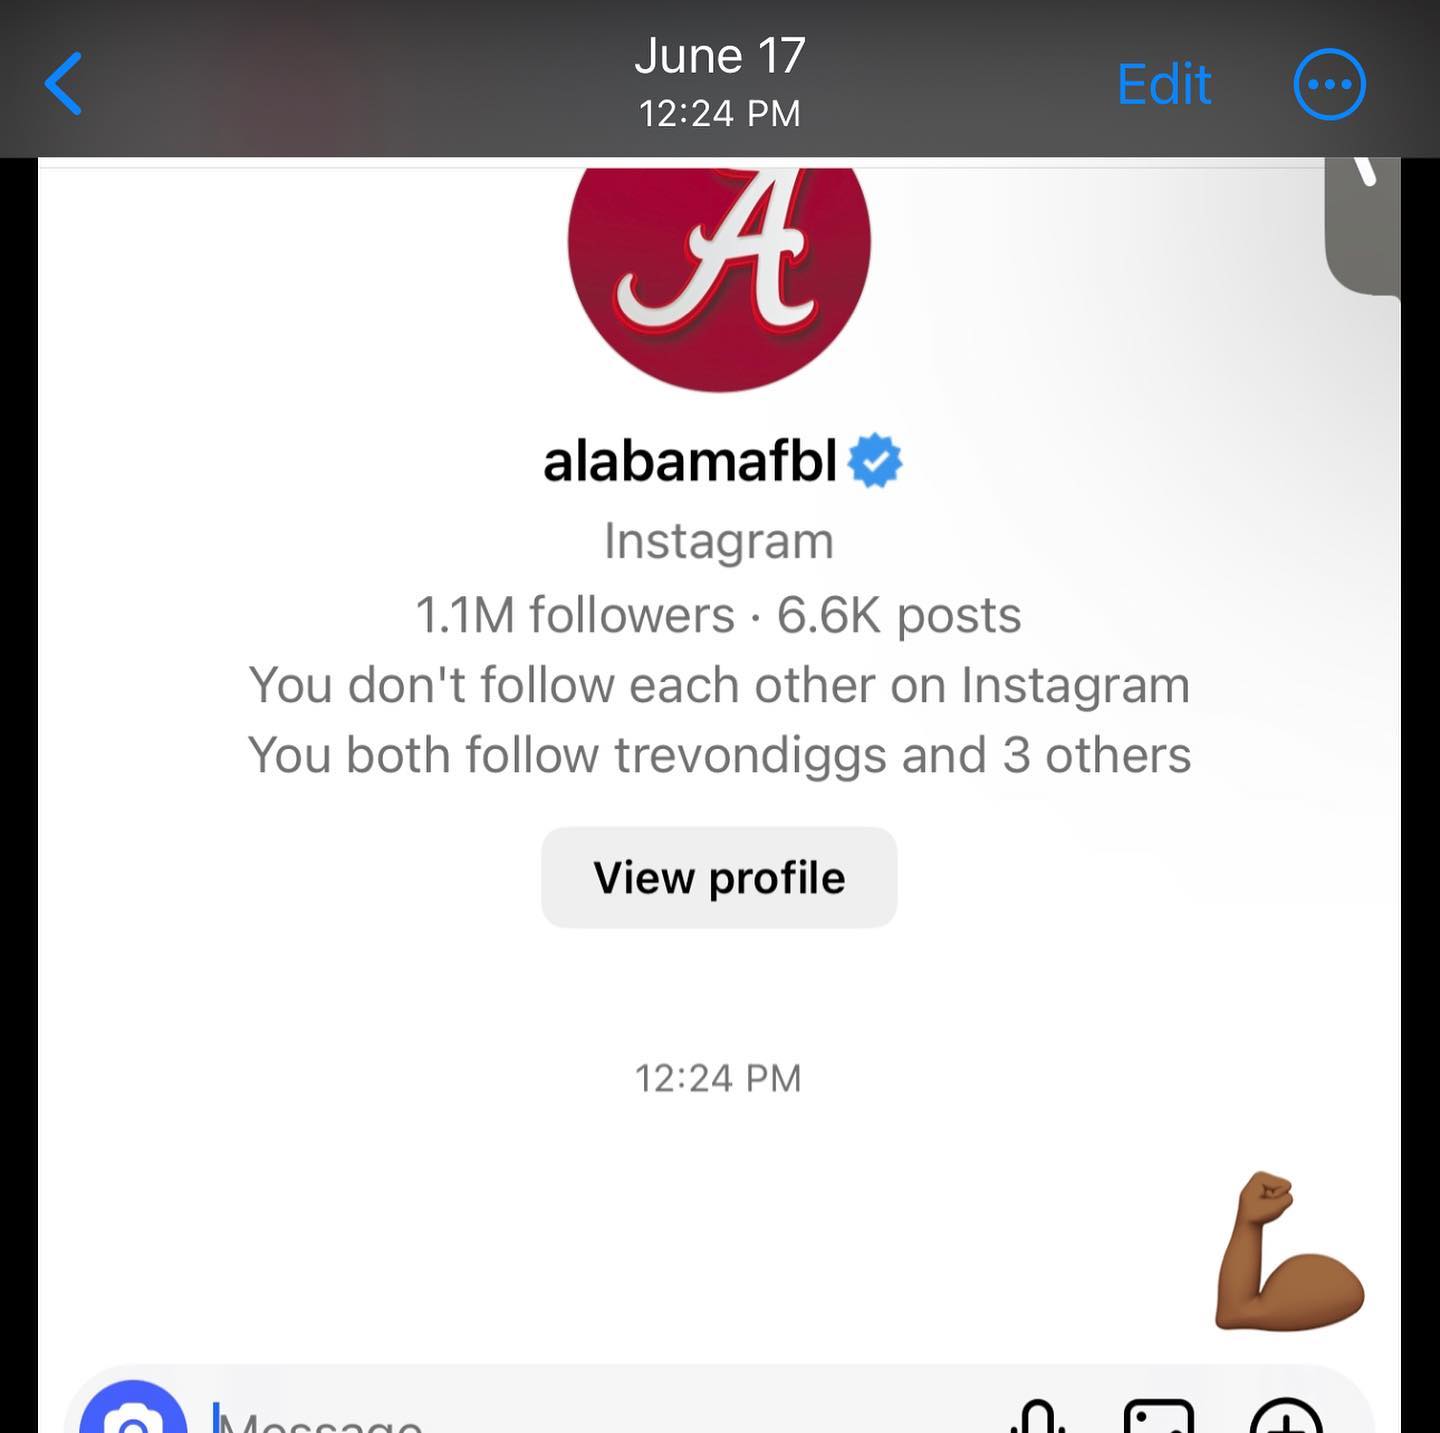 June 17
12:24 PM
Edit
A
alabamafbl
Instagram
1.1M followers · 6.6K posts
You don't follow each other on Instagram
You both follow trevondiggs and 3 others
View profile
12:24 PM
Message